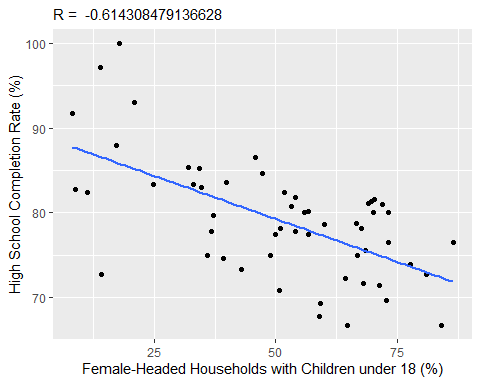 R =  -0.614308479136628
High School Completion Rate (%)
100
90
80
70
25
50
75
Female-Headed Households with Children under 18 (%)